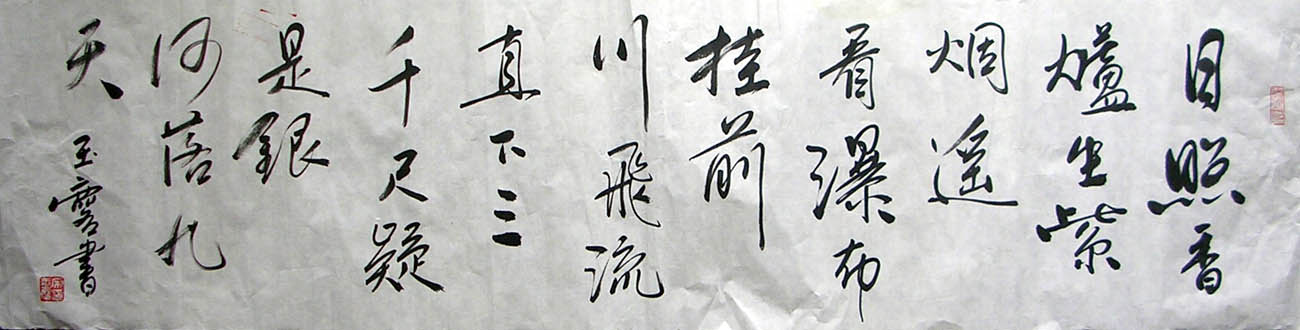 日照香
爐生紫
烟遥
看瀑布
挂前
川飛流
直下三
千尺疑
是銀
河落九
天
玉書